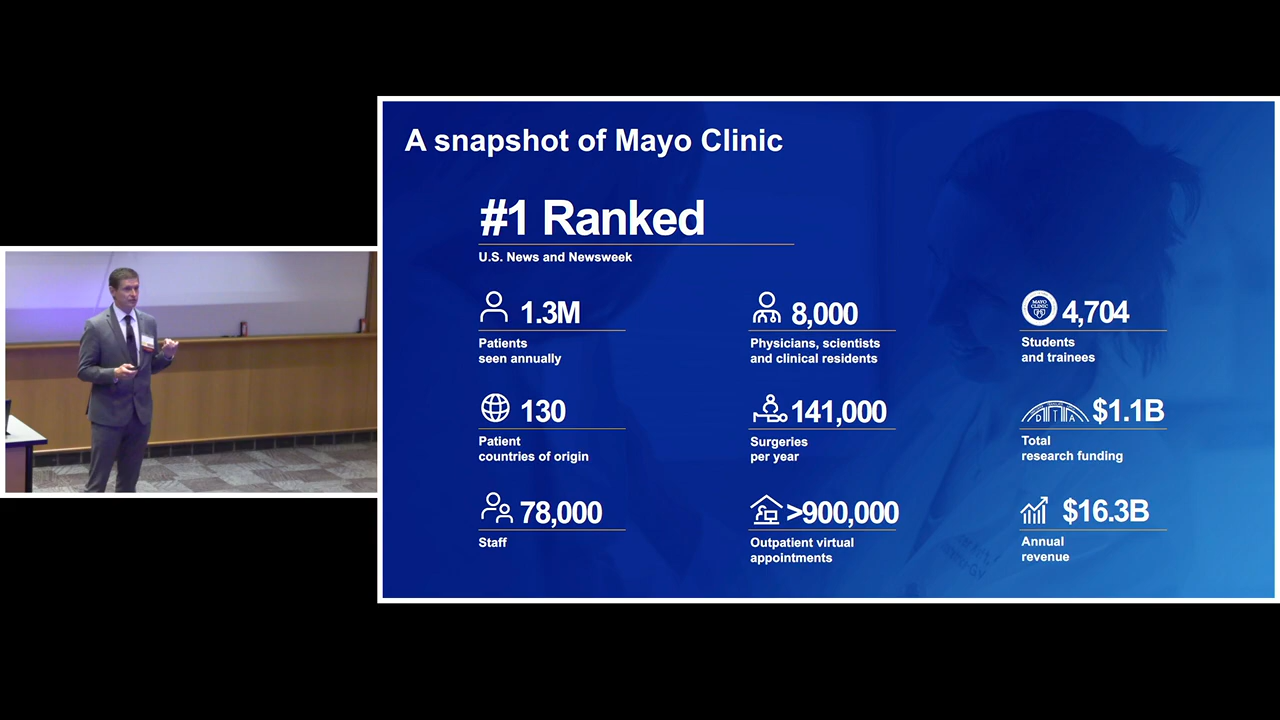 A snapshot of Mayo Clinic
#1 Ranked
U.S. News and Newsweek
1.3M
Patients
seen annually
8,000
Physicians, scientists
and clinical residents
MAYO
CLINIC
4,704
Students
and trainees
130
Patient
countries of origin
141,000
Surgeries
per year
D T A
$1.1B
Total
research funding
78,000
Staff
>900,000
Outpatient virtual
appointments
$16.3B
Annual
revenue